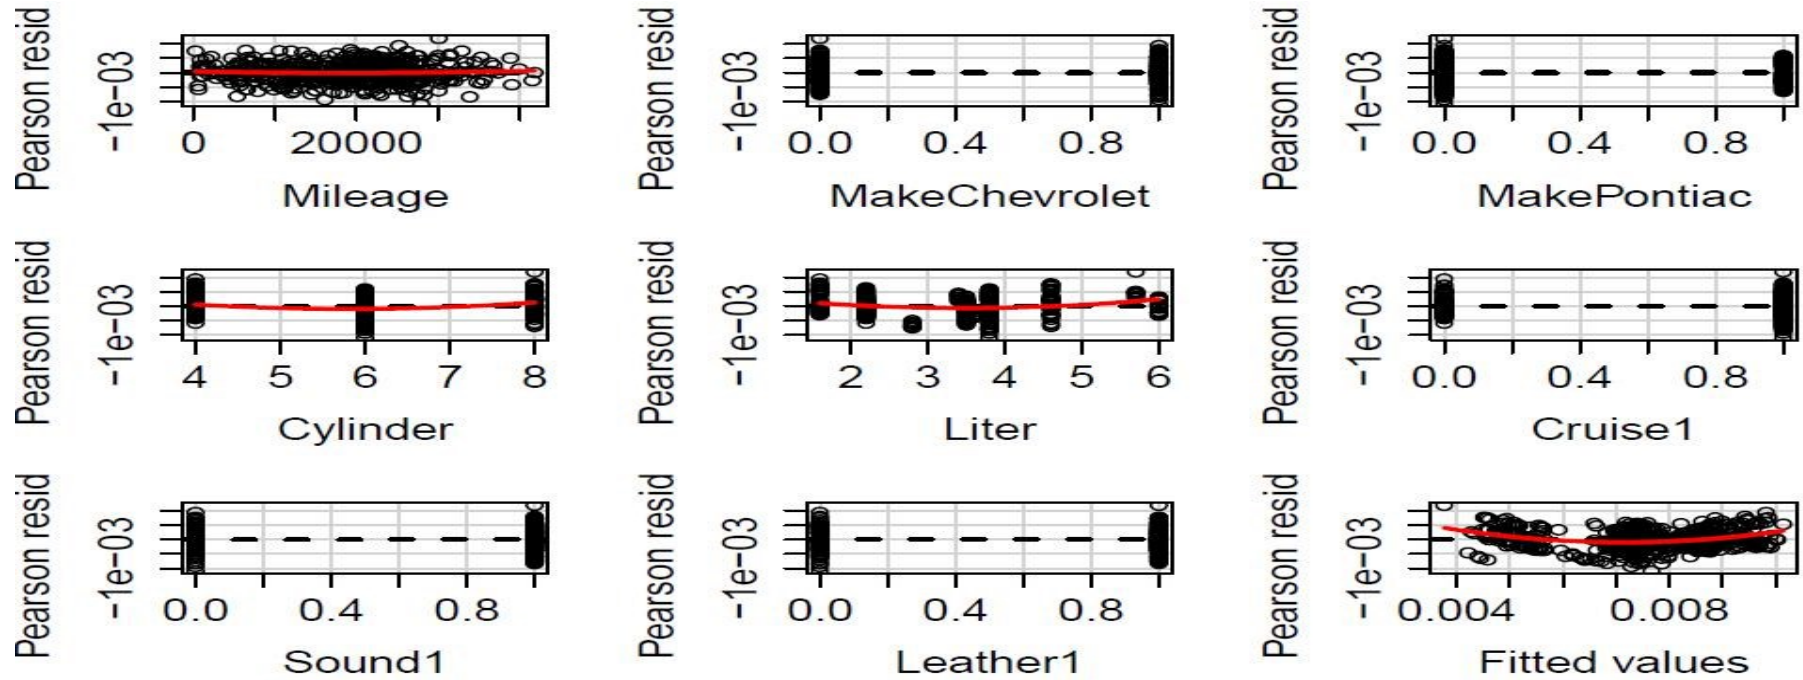 Pearson resid
−1e−03
0 20000
Mileage
Pearson resid
−1e−03
0.0 0.4 0.8
MakeChevrolet
Pearson resid
−1e−03
0.0 0.4 0.8
MakePontiac
Pearson resid
−1e−03
4 5 6 7 8
Cylinder
Pearson resid
−1e−03
2 3 4 5 6
Liter
Pearson resid
−1e−03
0.0 0.4 0.8
Cruise1
Pearson resid
−1e−03
0.0 0.4 0.8
Sound1
Pearson resid
−1e−03
0.0 0.4 0.8
Leather1
Pearson resid
−1e−03
0.004 0.008
Fitted values